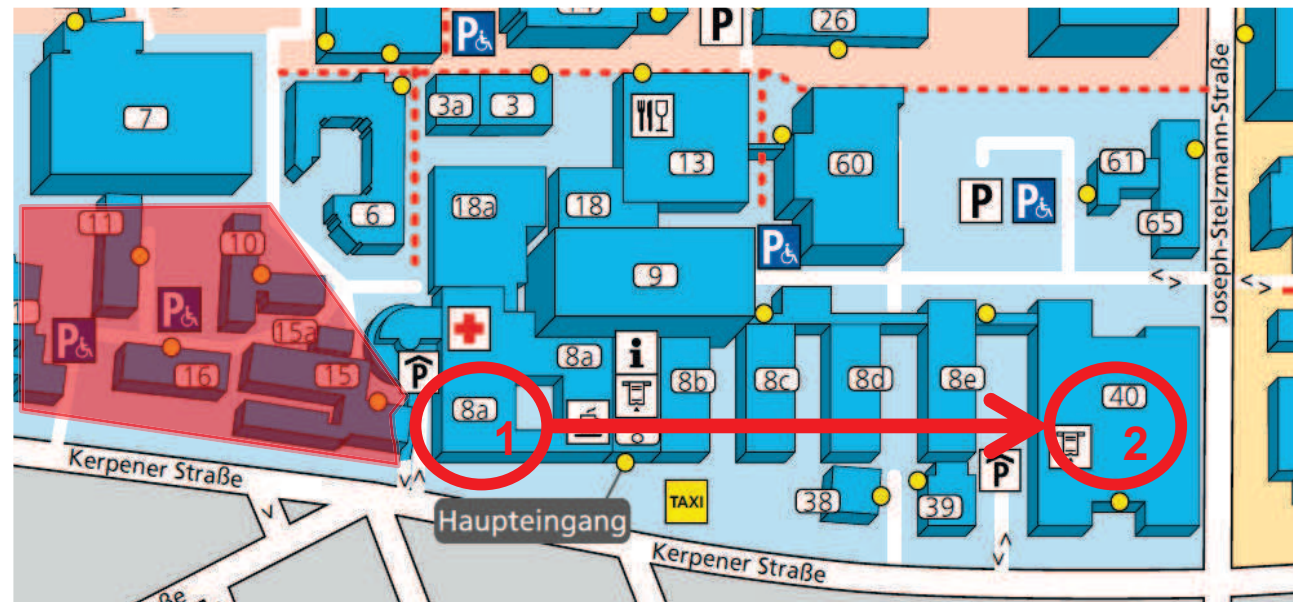 26
P
P
7
3a
3
13
60
61
6
18a
18
P
P
65
11
10
P
9
P
P
15a
8a
i
16
15
P
8b
8c
8d
8e
40
8a
1
2
Kerpener Straße
P
38
39
TAXI
Haupteingang
Kerpener Straße
Joseph-Stelzmann-Straße